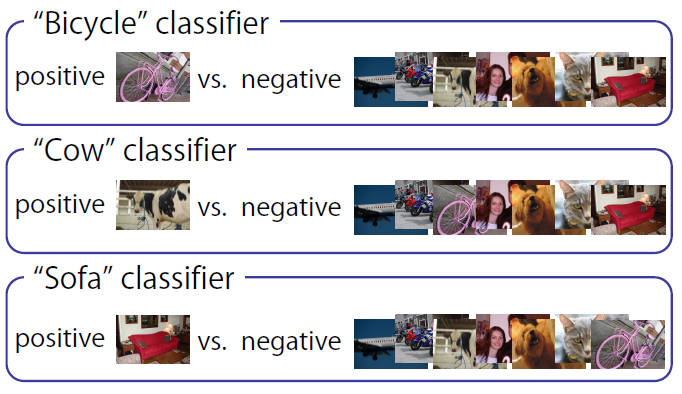 “Bicycle” classifier
positive vs. negative
“Cow” classifier
positive vs. negative
“Sofa” classifier
positive vs. negative